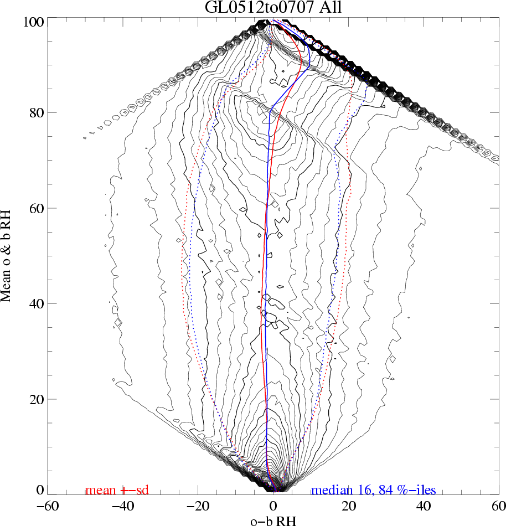 GL0512to0707 All
100
80
60
40
20
0
Mean o & b RH
mean +-sd
median 16, 84 %-iles
-60
-40
-20
0
20
40
60
o-b RH